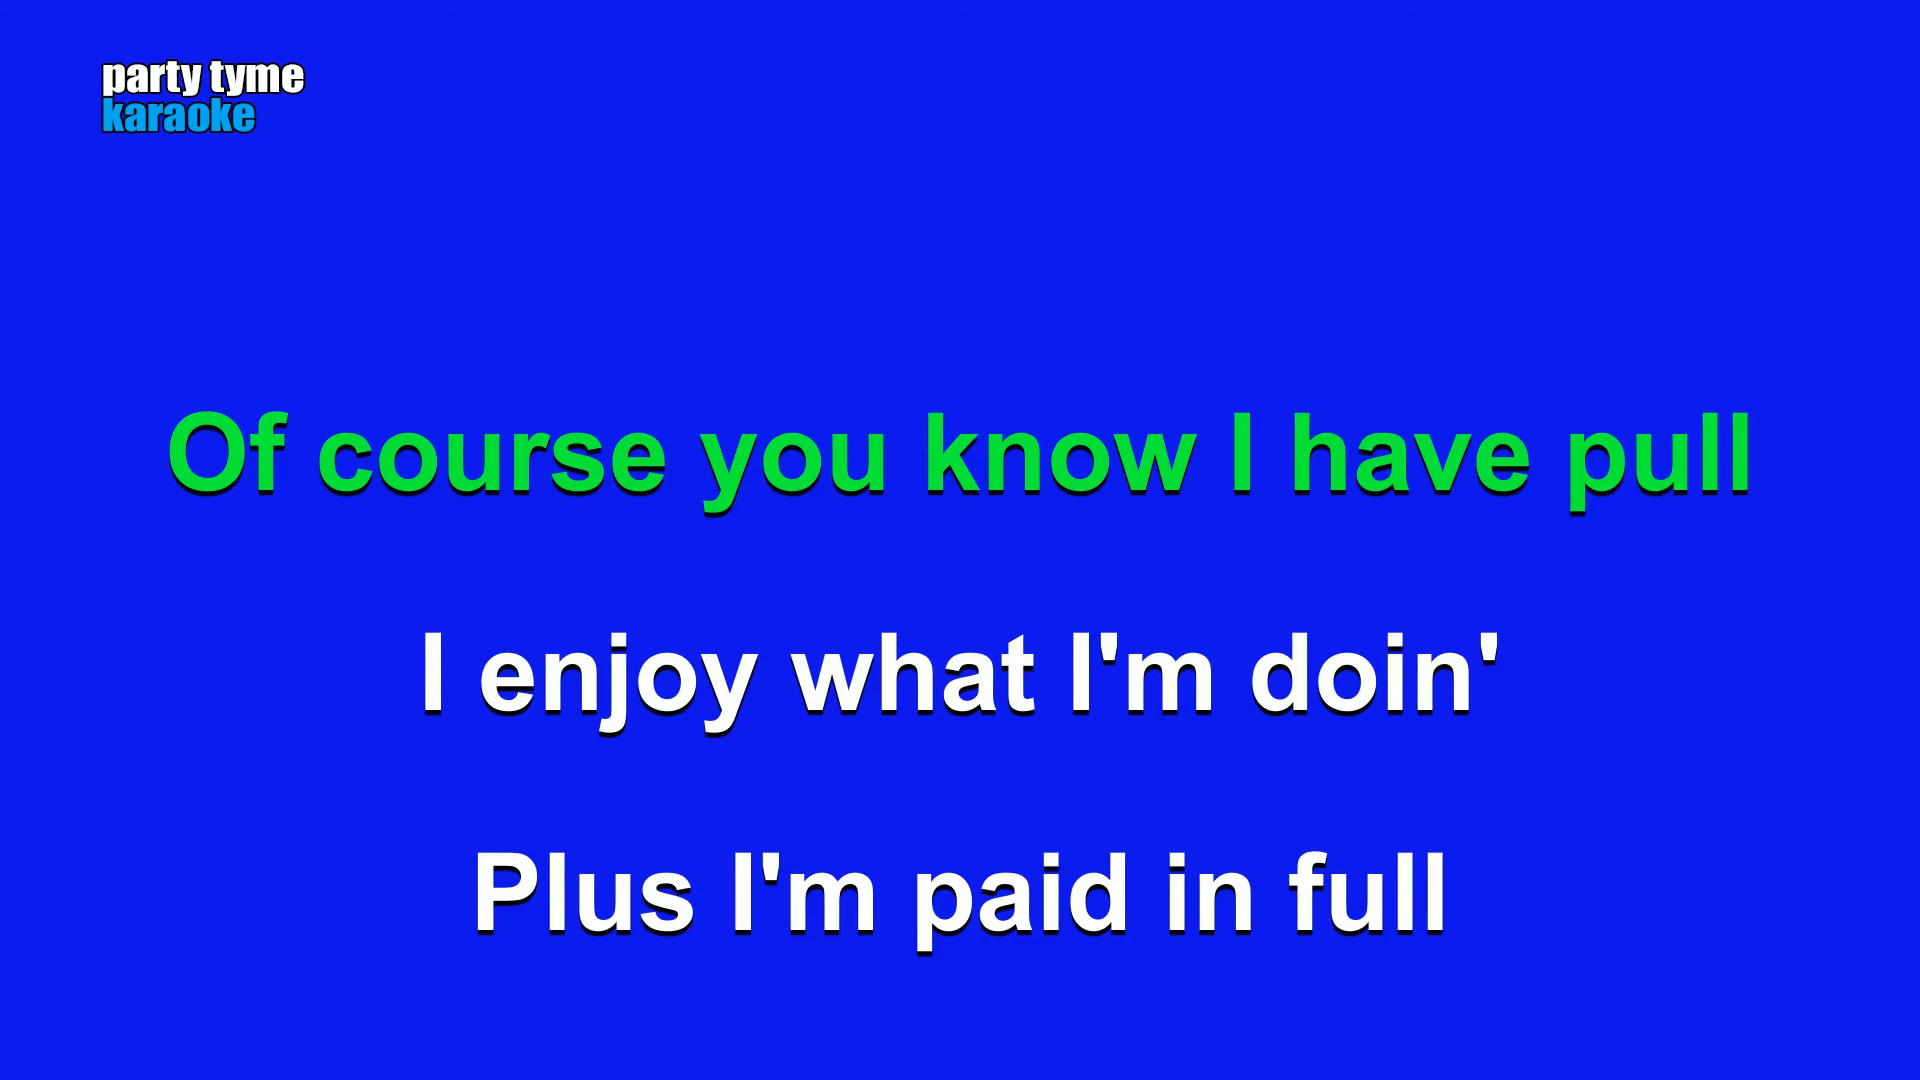 party tyme
karaoke
Of course you know I have pull
I enjoy what I'm doin'
Plus I'm paid in full